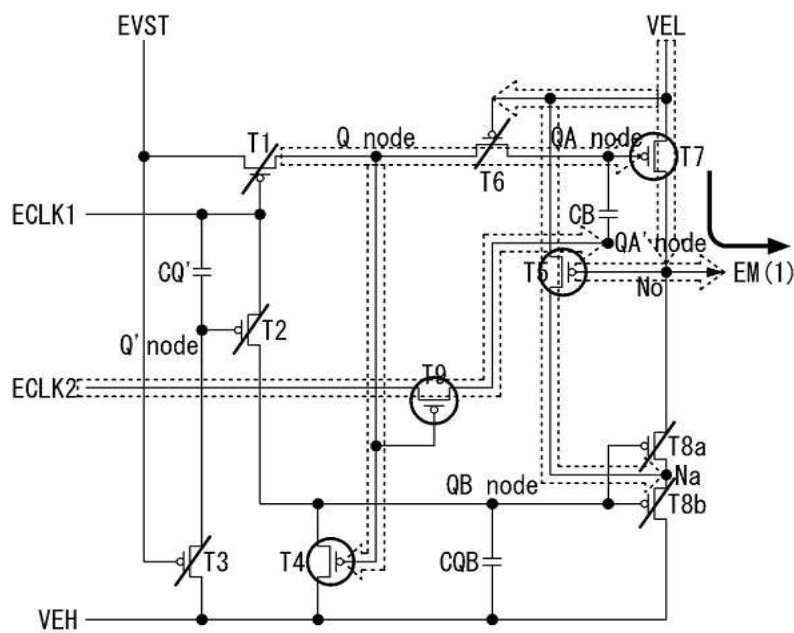 EVST
VEL
T1
Q node
QA node
T7
T6
ECLK1
CB
QA'node
CQ'
T5
No
EM(1)
T2
Q'node
ECLK2
T9
T8a
Na
QB node
T8b
T3
T4
CQB
VEH